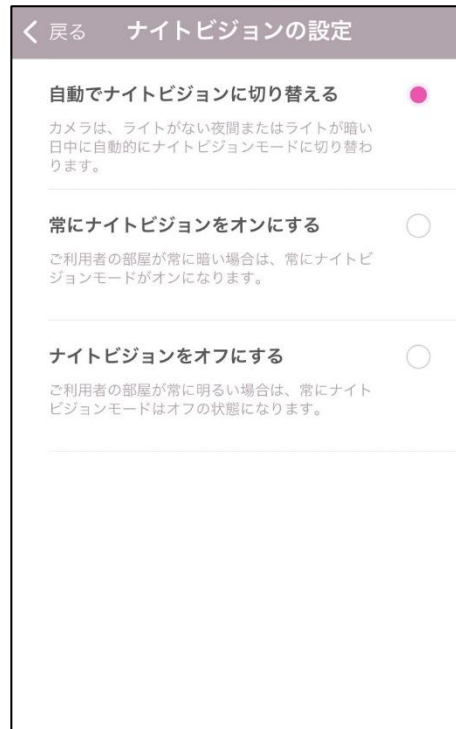 戻る ナイトビジョンの設定
自動でナイトビジョンに切り替える
カメラは、ライトがない夜間またはライトが暗い
日中に自動的にナイトビジョンモードに切り替わ
ります。
常にナイトビジョンをオンにする
ご利用者の部屋が常に暗い場合は、常にナイトビ
ジョンモードがオンになります。
ナイトビジョンをオフにする
ご利用者の部屋が常に明るい場合は、常にナイト
ビジョンモードはオフの状態になります。